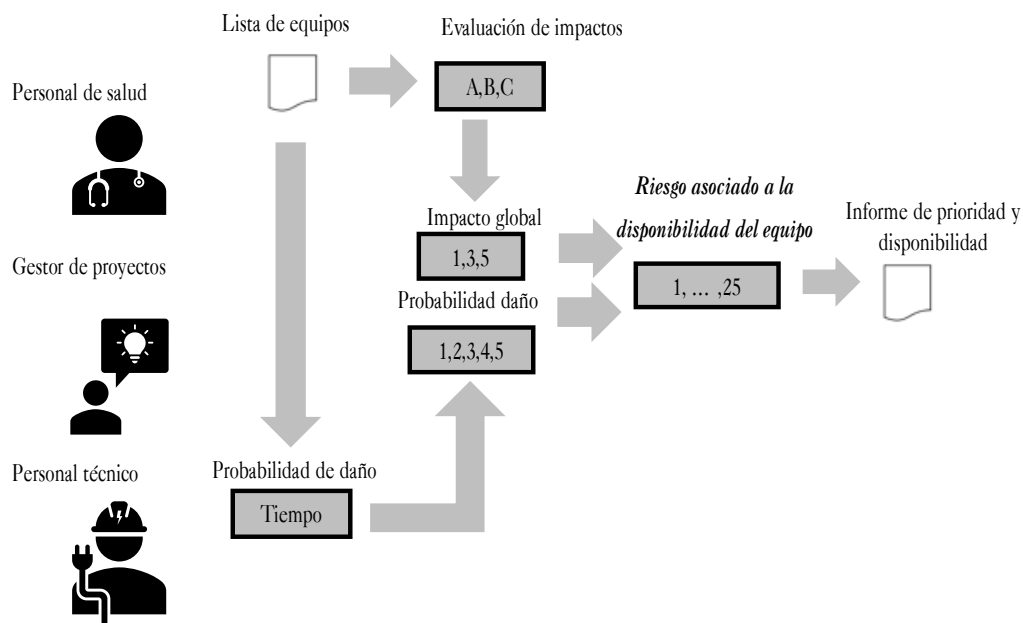 Lista de equipos
Evaluación de impactos
A,B,C
Personal de salud
Riesgo asociado a la
disponibilidad del equipo
Impacto global
1,3,5
Informe de prioridad y
disponibilidad
Gestor de proyectos
1, … ,25
Probabilidad daño
1,2,3,4,5
Personal técnico
Probabilidad de daño
Tiempo